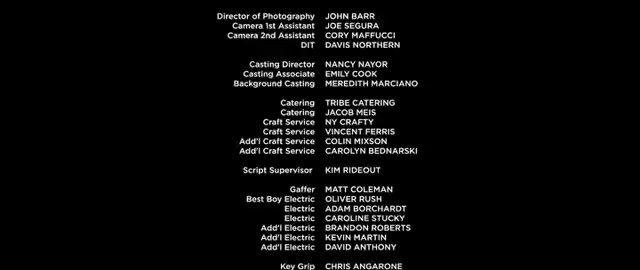 Director of Photography JOHN BARR
Camera 1st Assistant JOE SEGURA
Camera 2nd Assistant CORY MAFFUCCI
DIT DAVIS NORTHERN
Casting Director NANCY NAYOR
Casting Associate EMILY COOK
Background Casting MEREDITH MARCIANO
Catering TRIBE CATERING
Catering JACOB MEIS
Craft Service NY CRAFTY
Craft Service VINCENT FERRIS
Add'l Craft Service COLIN MIXSON
Add'l Craft Service CAROLYN BEDNARSKI
Script Supervisor KIM RIDEOUT
Gaffer MATT COLEMAN
Best Boy Electric OLIVER RUSH
Electric ADAM BORCHARDT
Electric CAROLINE STUCKY
Add'l Electric BRANDON ROBERTS
Add'l Electric KEVIN MARTIN
Add'l Electric DAVID ANTHONY
Key Grip CHRIS ANGARONE